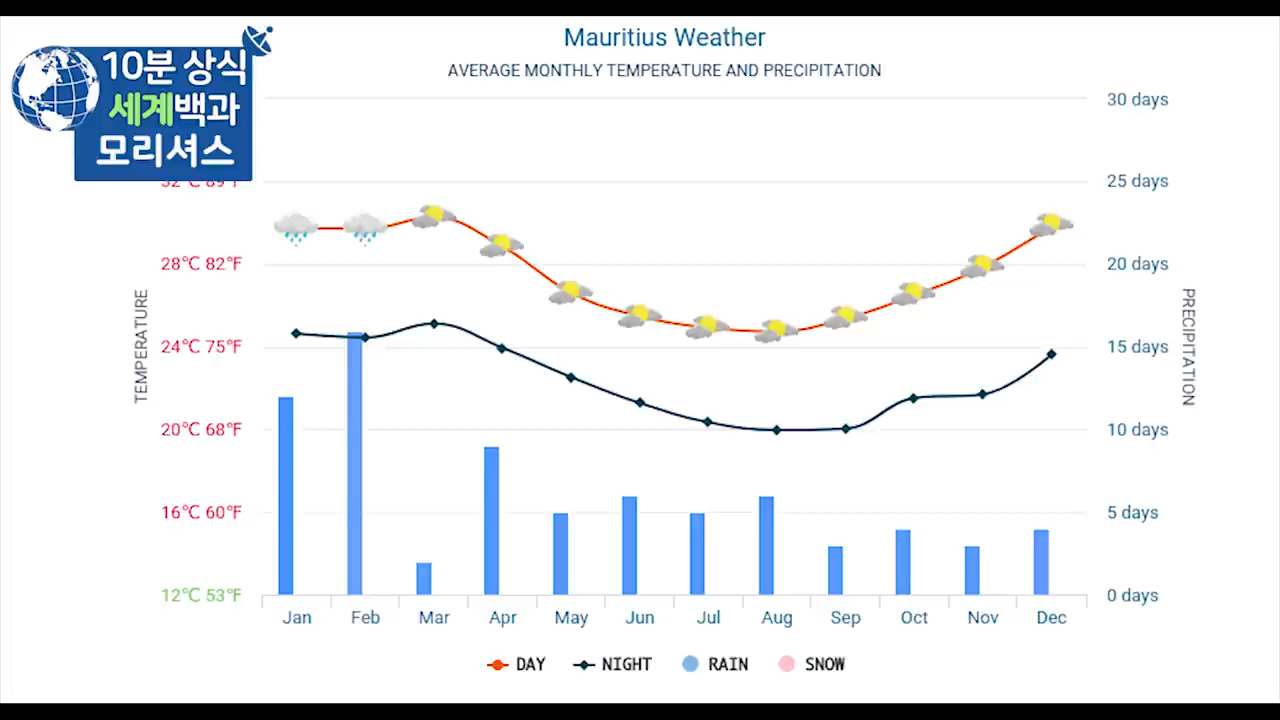 10분 상식
세계백과
모리셔스
Mauritius Weather
AVERAGE MONTHLY TEMPERATURE AND PRECIPITATION
TEMPERATURE
32℃ 89℉
28℃ 82℉
24℃ 75℉
20℃ 68℉
16℃ 60℉
12℃ 53℉
30 days
25 days
20 days
15 days
10 days
5 days
0 days
PRECIPITATION
Jan Feb Mar Apr May Jun Jul Aug Sep Oct Nov Dec
DAY NIGHT RAIN SNOW